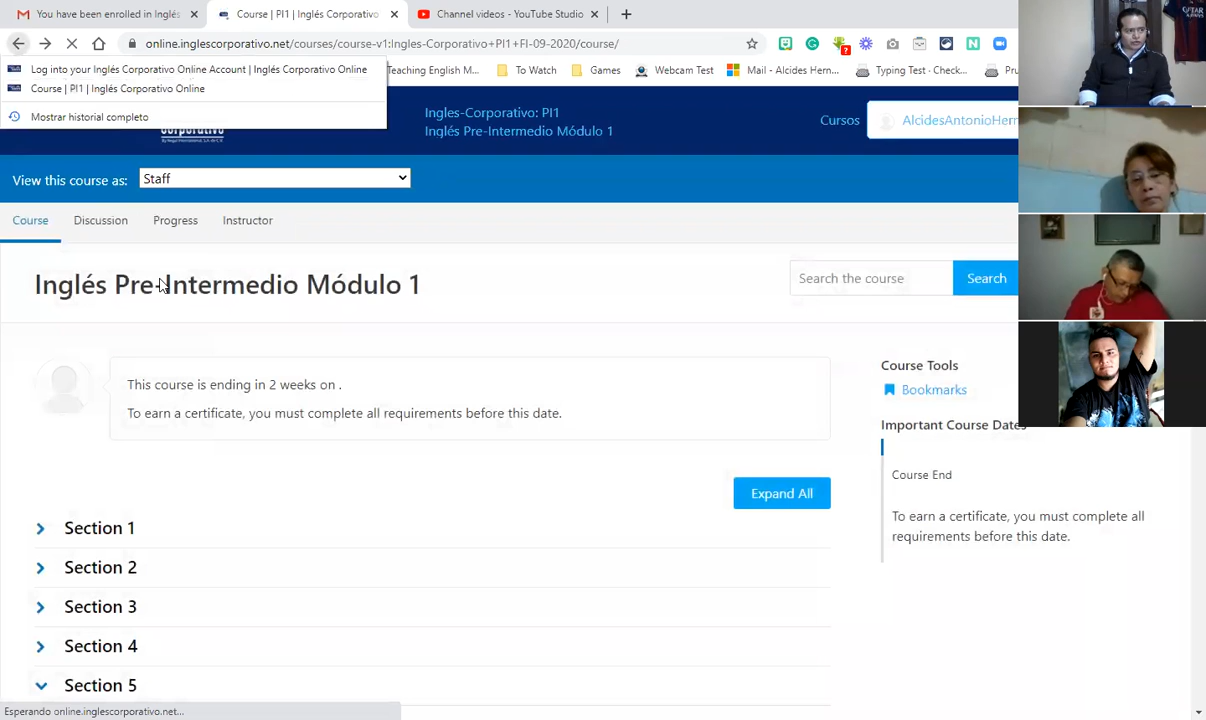 You have been enrolled in Inglés
Course | PI1 | Inglés Corporativo
Channel videos - YouTube Studio
online.inglescorporativo.net/courses/course-v1:Ingles-Corporativo+PI1+FI-09-2020/course/
Log into your Inglés Corporativo Online Account | Inglés Corporativo Online
Course | PI1 | Inglés Corporativo Online
Mostrar historial completo
Teaching English M...
To Watch
Games
Webcam Test
Mail - Alcides Hern...
Typing Test · Check...
corporativo
Ingles-Corporativo: PI1
Inglés Pre-Intermedio Módulo 1
Cursos
AlcidesAntonioHern
View this course as:
Staff
Course
Discussion
Progress
Instructor
Inglés Pre-Intermedio Módulo 1
Search the course
Search
This course is ending in 2 weeks on .
To earn a certificate, you must complete all requirements before this date.
Course Tools
Bookmarks
Important Course Dates
Course End
To earn a certificate, you must complete all
requirements before this date.
Expand All
Section 1
Section 2
Section 3
Section 4
Section 5
Esperando online.inglescorporativo.net...